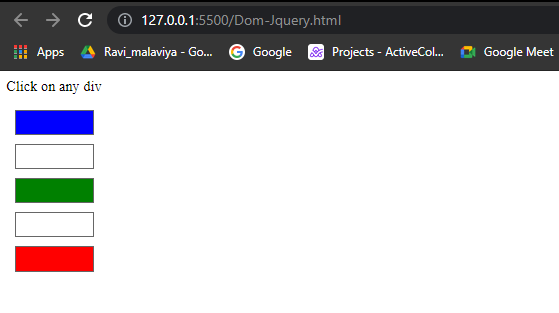 127.0.0.1:5500/Dom-Jquery.html
Apps Ravi_malaviya - Go... Google Projects - ActiveCol... Google Meet
Click on any div